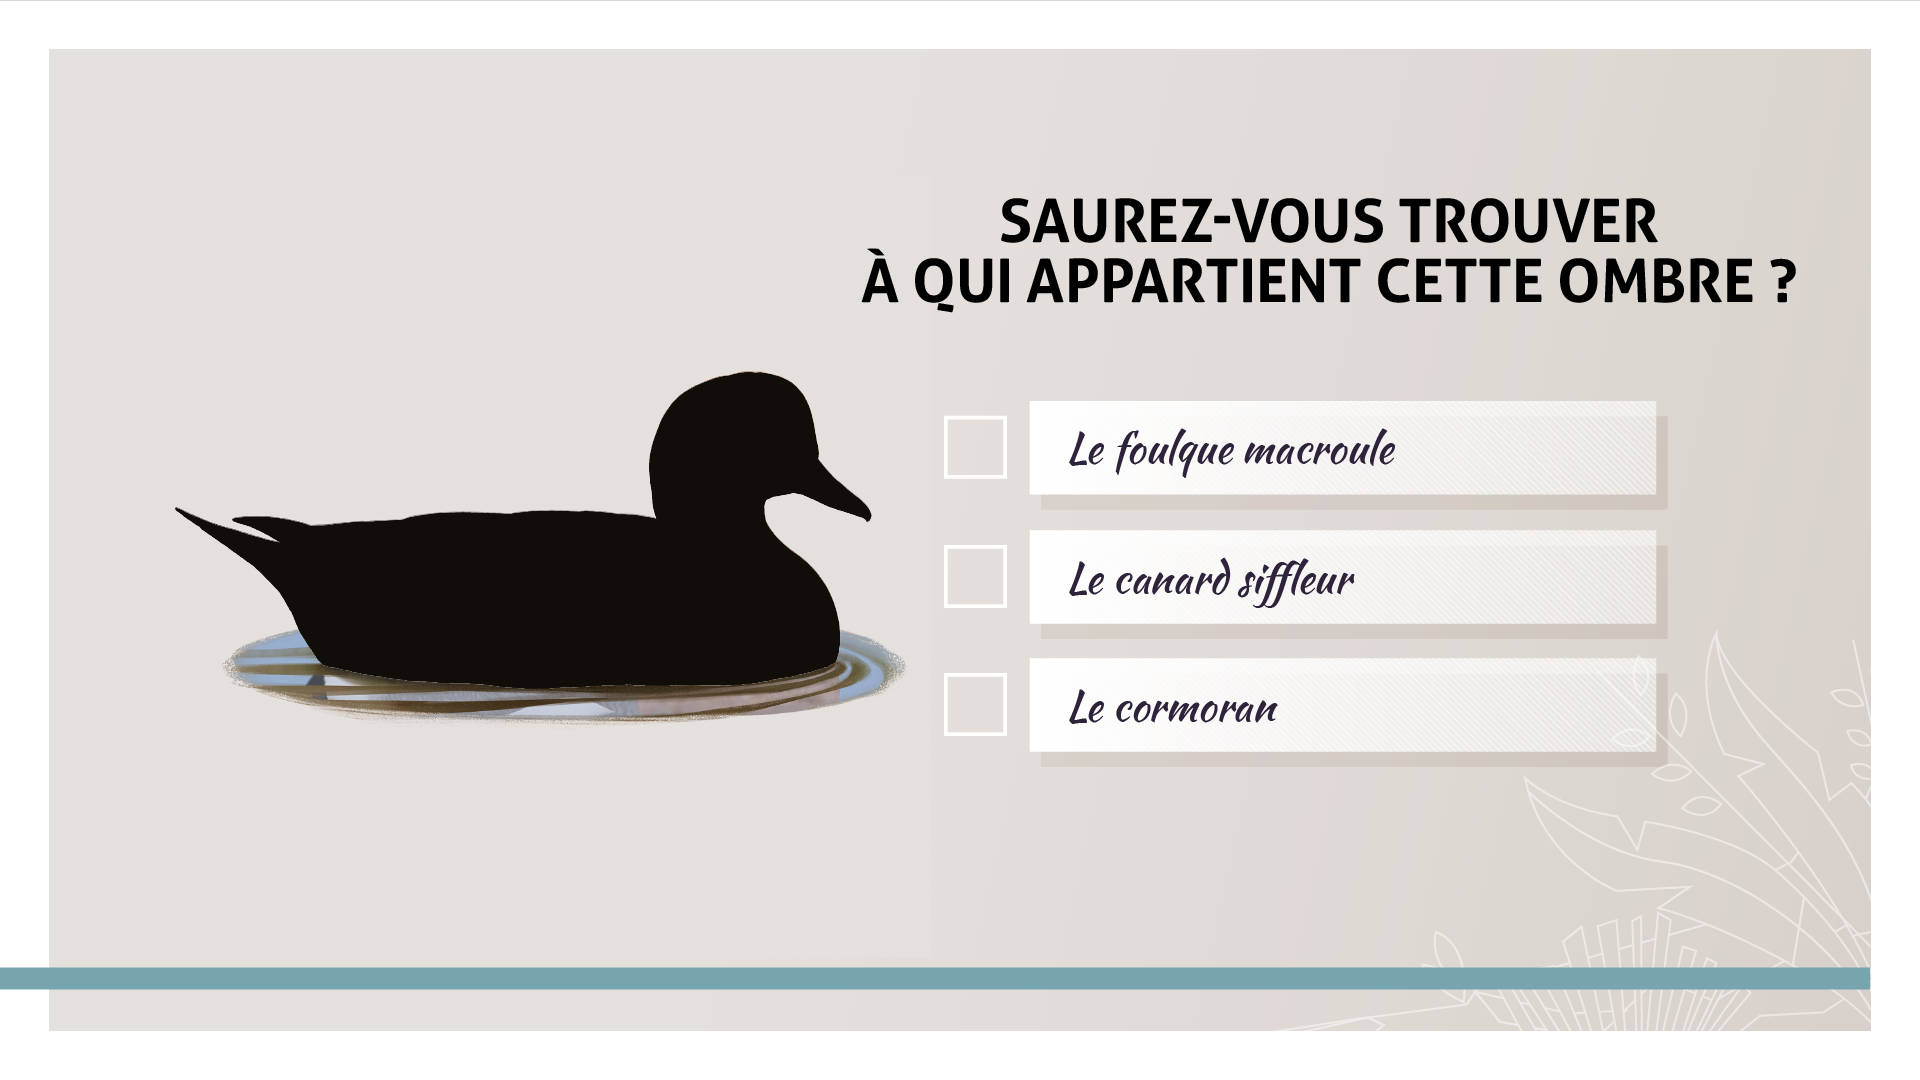 SAUREZ-VOUS TROUVER
À QUI APPARTIENT CETTE OMBRE ?
Le foulque macroule
Le canard siffleur
Le cormoran